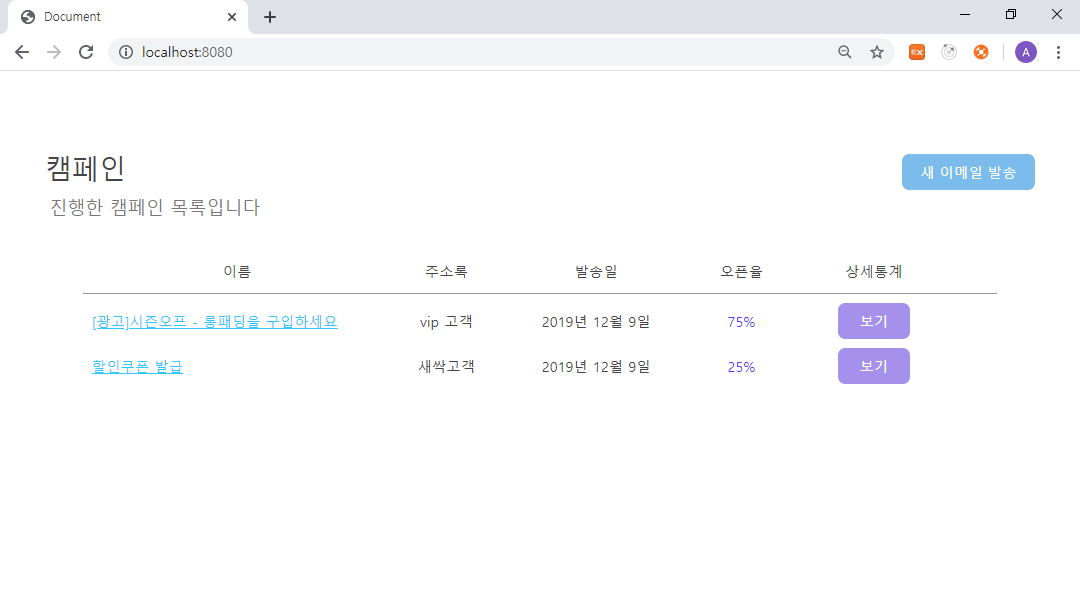 Document
localhost:8080
A
캠페인
새 이메일 발송
진행한 캠페인 목록입니다
이름 주소록 발송일 오픈율 상세통계
[광고]시즌오프 - 롱패딩을 구입하세요 vip 고객 2019년 12월 9일 75% 보기
할인쿠폰 발급 새싹고객 2019년 12월 9일 25% 보기